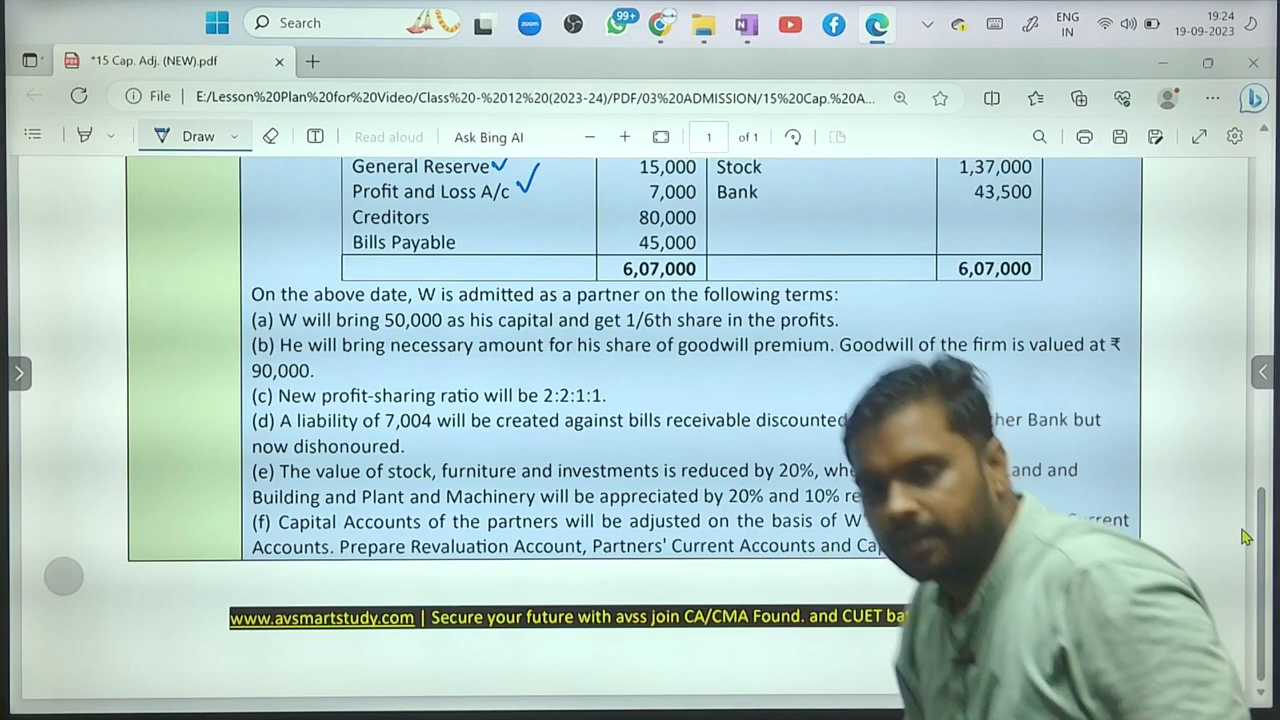 Search
99+
zoom
ENG
IN
19:24
19-09-2023
*15 Cap. Adj. (NEW).pdf
File | E:/Lesson%20Plan%20for%20Video/Class%20-%2012%20(2023-24)/PDF/03%20ADMISSION/15%20Cap.%20A...
Draw
Read aloud
Ask Bing AI
1 of 1
General Reserve 15,000 Stock 1,37,000
Profit and Loss A/c 7,000 Bank 43,500
Creditors 80,000
Bills Payable 45,000
6,07,000 6,07,000
On the above date, W is admitted as a partner on the following terms:
(a) W will bring 50,000 as his capital and get 1/6th share in the profits.
(b) He will bring necessary amount for his share of goodwill premium. Goodwill of the firm is valued at ₹
90,000.
(c) New profit-sharing ratio will be 2:2:1:1.
(d) A liability of 7,004 will be created against bills receivable discounted Bank but
now dishonoured.
(e) The value of stock, furniture and investments is reduced by 20%, and
Building and Plant and Machinery will be appreciated by 20% and 10%
(f) Capital Accounts of the partners will be adjusted on the basis of
Accounts. Prepare Revaluation Account, Partners' Current Accounts and
www.avsmartstudy.com | Secure your future with avss join CA/CMA Found. and CUET